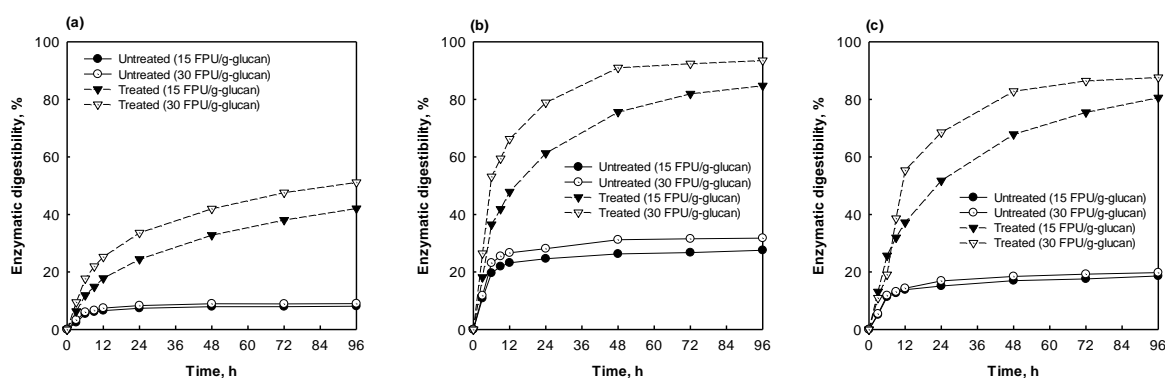 (a)
100
80
60
40
20
0
Enzymatic digestibility, %
Untreated (15 FPU/g-glucan)
Untreated (30 FPU/g-glucan)
Treated (15 FPU/g-glucan)
Treated (30 FPU/g-glucan)
0 12 24 36 48 60 72 84 96
Time, h
(b)
100
80
60
40
20
0
Enzymatic digestibility, %
Untreated (15 FPU/g-glucan)
Untreated (30 FPU/g-glucan)
Treated (15 FPU/g-glucan)
Treated (30 FPU/g-glucan)
0 12 24 36 48 60 72 84 96
Time, h
(c)
100
80
60
40
20
0
Enzymatic digestibility, %
Untreated (15 FPU/g-glucan)
Untreated (30 FPU/g-glucan)
Treated (15 FPU/g-glucan)
Treated (30 FPU/g-glucan)
0 12 24 36 48 60 72 84 96
Time, h